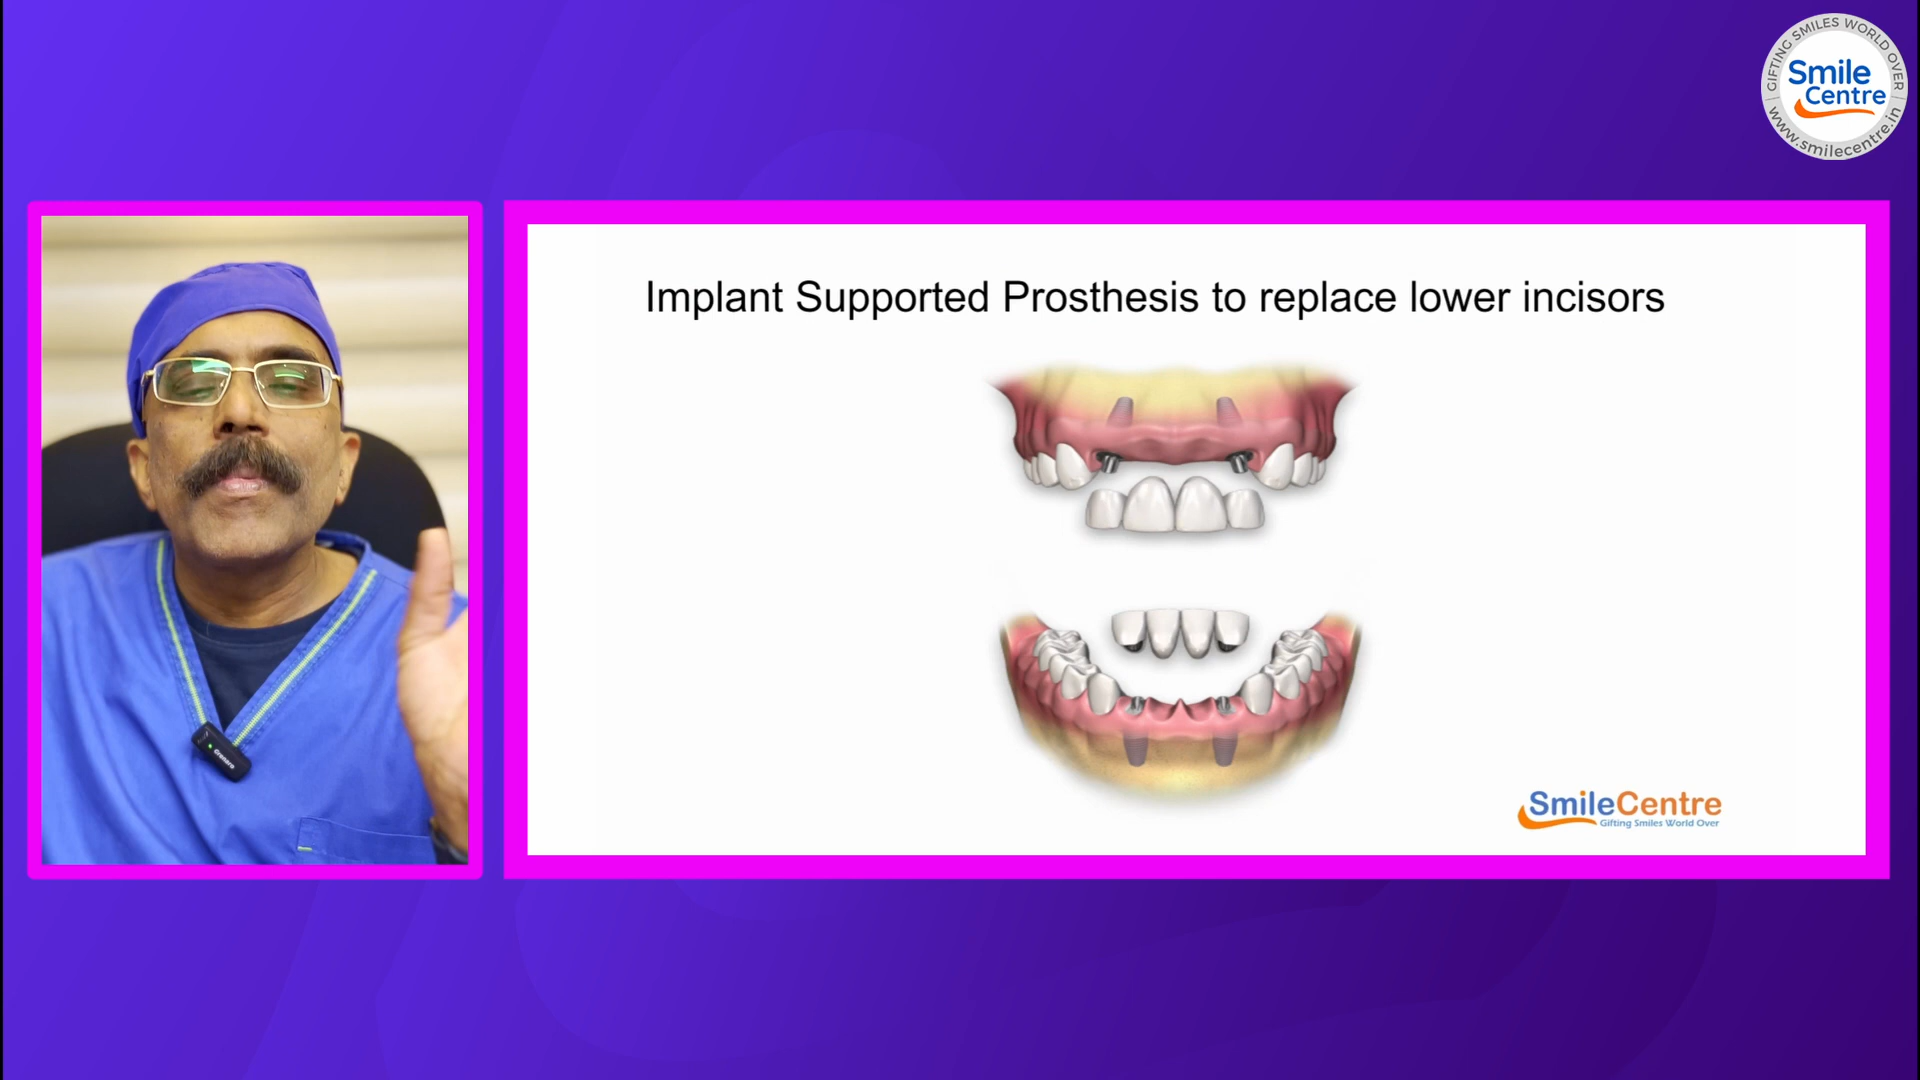 GIFTING SMILES WORLD OVER
Smile
Centre
www.smilecentre.in
Implant Supported Prosthesis to replace lower incisors
SmileCentre
Gifting Smiles World Over